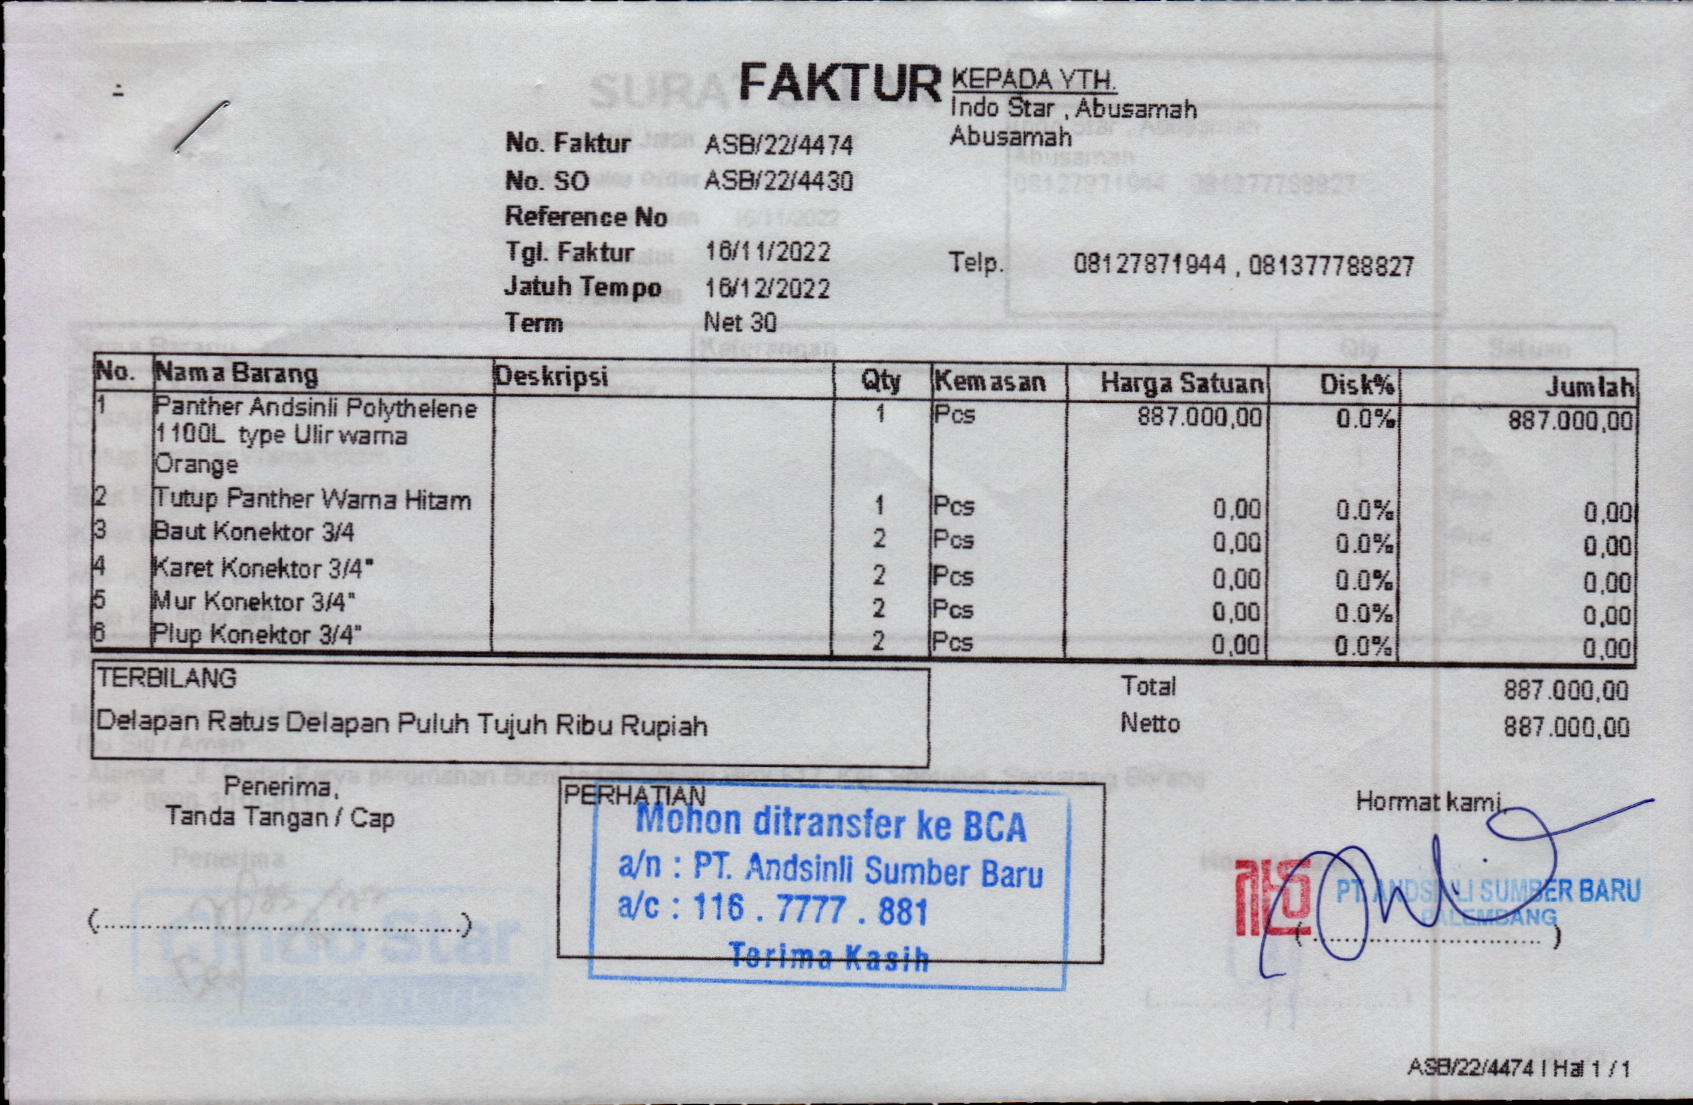 FAKTUR
KEPADA YTH.
Indo Star , Abusamah
Abusamah
No. Faktur ASB/22/4474
No. SO ASB/22/4430
Reference No
Tgl. Faktur 16/11/2022
Jatuh Tempo 16/12/2022
Term Net 30
Telp. 08127871944 , 081377788827
No. Nama Barang Deskripsi Qty Kemasan Harga Satuan Disk% Jumlah
1 Panther Andsinli Polythelene 1 Pcs 887.000,00 0.0% 887.000,00
1100L type Ulir warna
Orange
2 Tutup Panther Warna Hitam 1 Pcs 0,00 0.0% 0,00
3 Baut Konektor 3/4 2 Pcs 0,00 0.0% 0,00
4 Karet Konektor 3/4" 2 Pcs 0,00 0.0% 0,00
5 Mur Konektor 3/4" 2 Pcs 0,00 0.0% 0,00
6 Plup Konektor 3/4" 2 Pcs 0,00 0.0% 0,00
TERBILANG
Delapan Ratus Delapan Puluh Tujuh Ribu Rupiah
Total 887.000,00
Netto 887.000,00
Penerima,
Tanda Tangan / Cap
(..........................................)
PERHATIAN
Mohon ditransfer ke BCA
a/n : PT. Andsinli Sumber Baru
a/c : 116 . 7777 . 881
Terima Kasih
Hormat kami,
PT. ANDSINLI SUMBER BARU
PALEMBANG
(..............................)
Indo Star
ASB/22/4474 | Hal 1 / 1